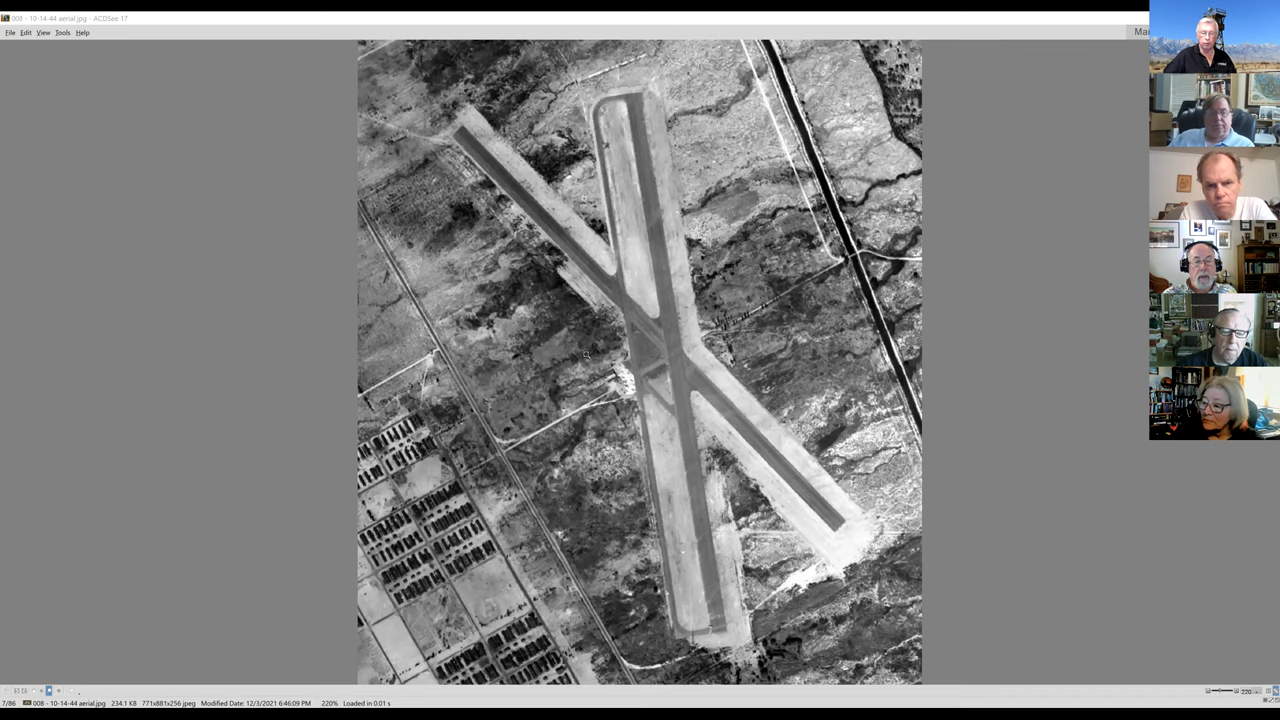 008 - 10-14-44 aerial.jpg - ACDSee 17
File Edit View Tools Help
Ma
7/86 008 - 10-14-44 aerial.jpg 234.1 KB 771x881x256 jpeg Modified Date: 12/3/2021 6:46:09 PM 220% Loaded in 0.01 s
220